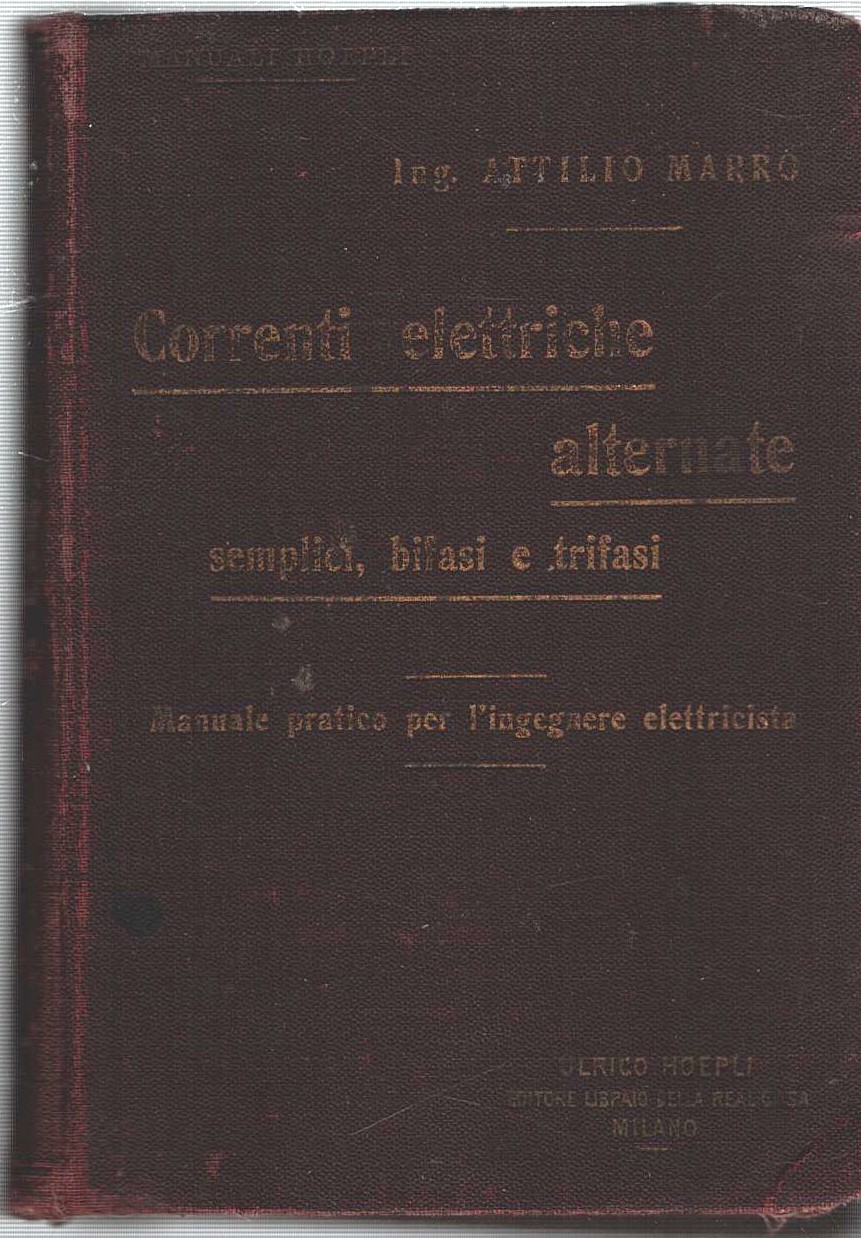 MANUALI HOEPLI
Ing. ATTILIO MARRO
Correnti elettriche
alternate
semplici, bifasi e trifasi
Manuale pratico per l'ingegnere elettricista
ULRICO HOEPLI
EDITORE LIBRAIO DELLA REAL CASA
MILANO